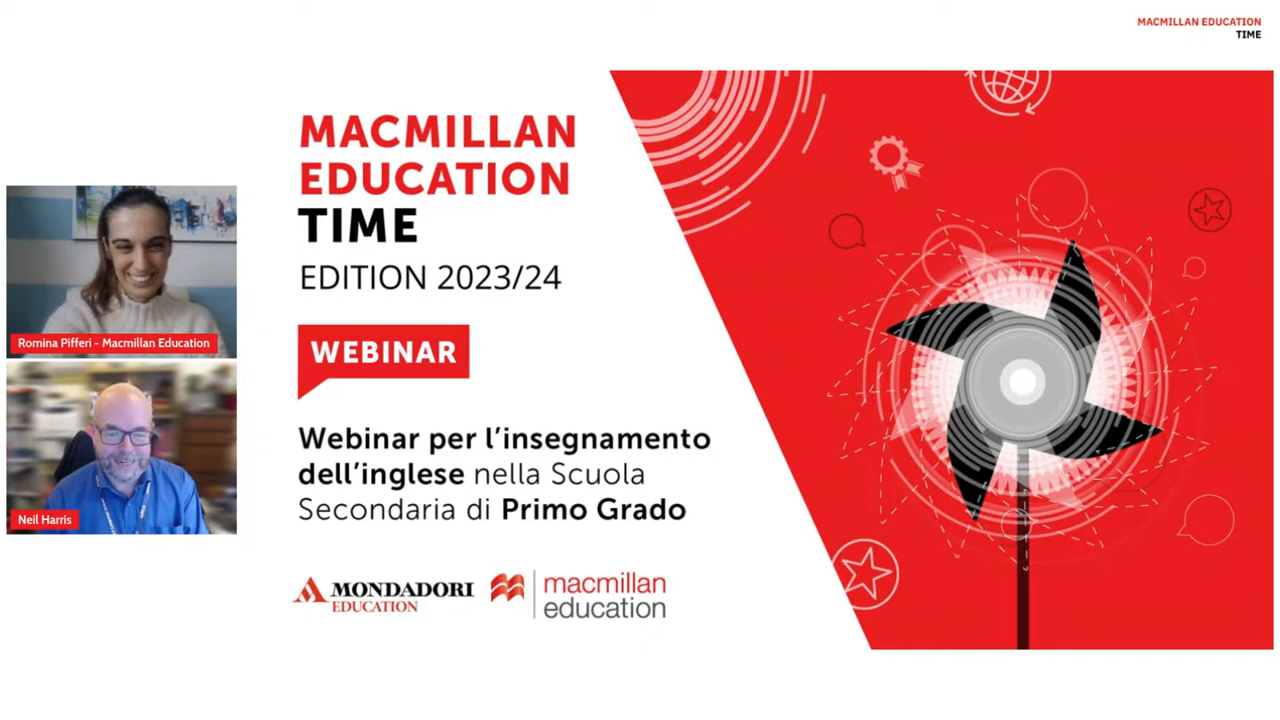 MACMILLAN EDUCATION
TIME
MACMILLAN
EDUCATION
TIME
EDITION 2023/24
WEBINAR
Webinar per l'insegnamento
dell'inglese nella Scuola
Secondaria di Primo Grado
MONDADORI
EDUCATION
macmillan
education
Romina Pifferi - Macmillan Education
Neil Harris